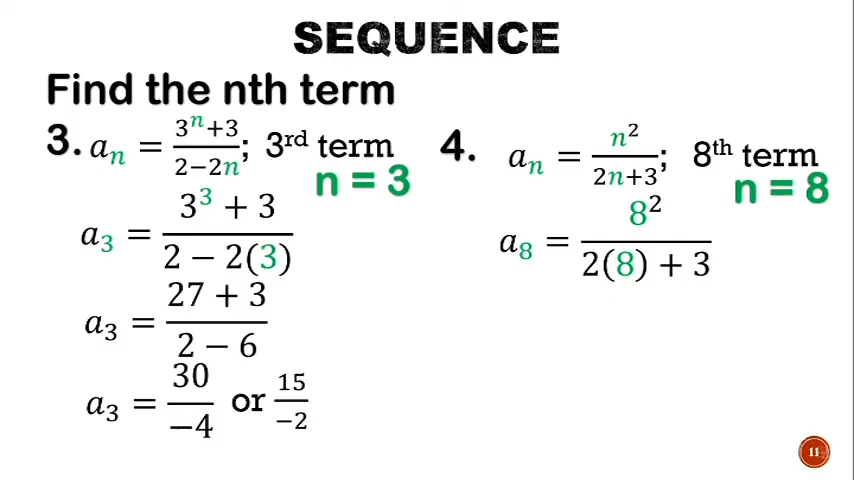 SEQUENCE
Find the nth term
3. aₙ = (3ⁿ+3)/(2−2n); 3ʳᵈ term
n = 3
a₃ = (3³ + 3)/(2 − 2(3))
a₃ = (27 + 3)/(2 − 6)
a₃ = 30/−4 or 15/−2
4. aₙ = n²/(2n+3); 8ᵗʰ term
n = 8
a₈ = 8²/(2(8) + 3)
11